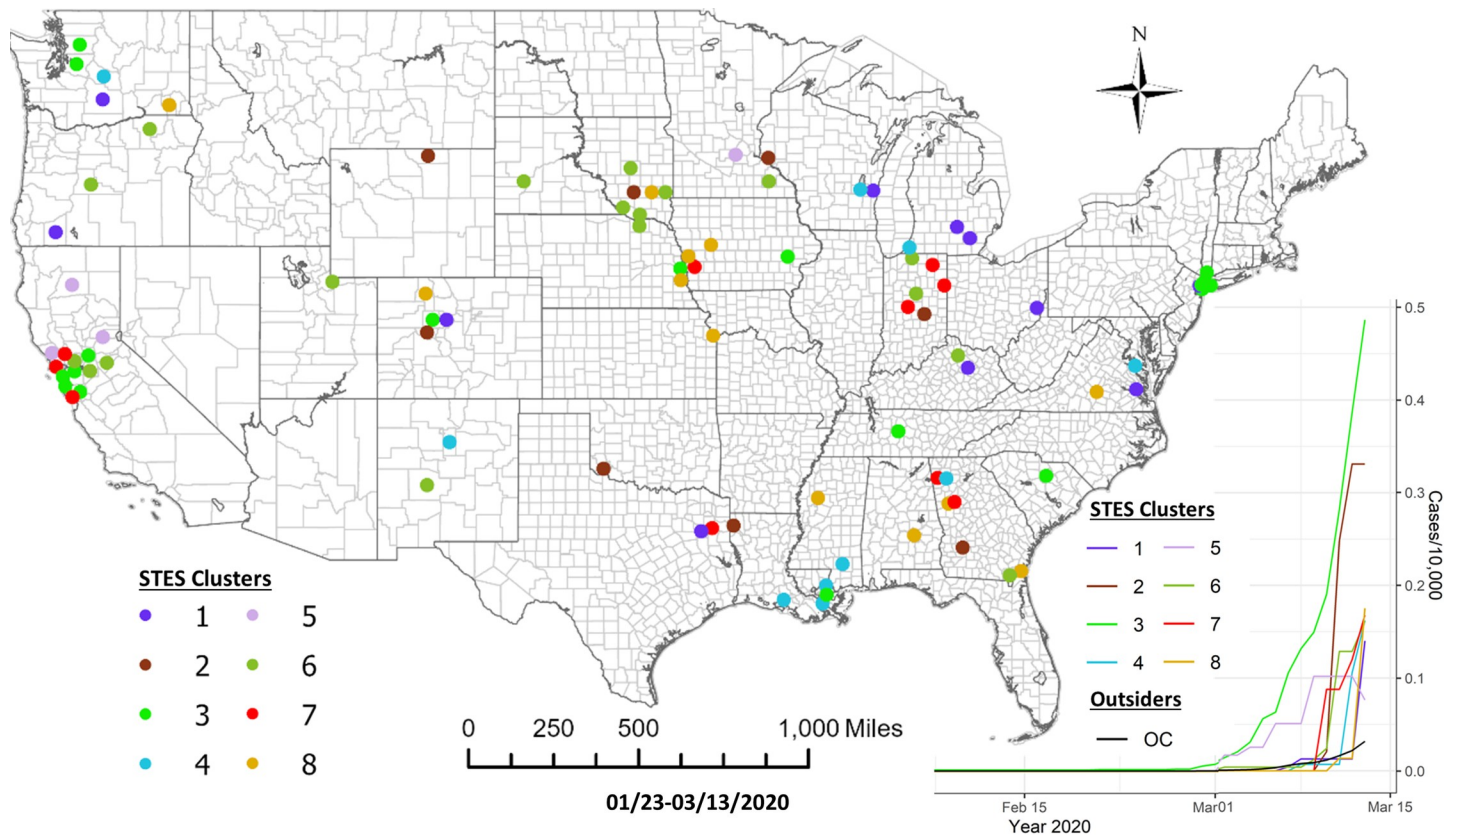 N
STES Clusters
1 5
2 6
3 7
4 8
0 250 500 1,000 Miles
01/23-03/13/2020
STES Clusters
1 5
2 6
3 7
4 8
Outsiders
OC
0.5
0.4
0.3
0.2
0.1
0.0
Cases/10,000
Feb 15 Mar01 Mar 15
Year 2020